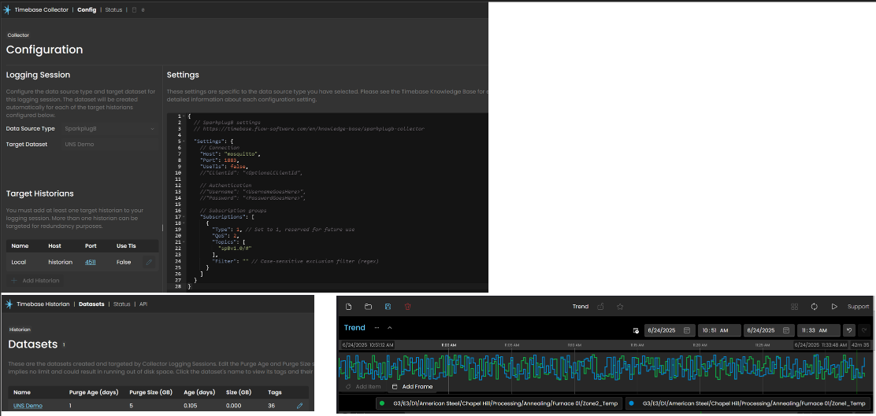 Timebase Collector | Config | Status |
Collector
Configuration
Logging Session
Configure the data source type and target dataset for
this logging session. The dataset will be created
automatically for each of the target historians
configured below.
Data Source Type SparkplugB
Target Dataset UNS Demo
Target Historians
You must add at least one target historian to your
logging session. More than one historian can be
targeted for redundancy purposes.
Name Host Port Use Tls
Local historian 4511 False
Add Historian
Settings
These settings are specific to the data source type you have selected. Please see the Timebase Knowledge Base for
detailed information about each configuration setting.
1 {
2 // SparkplugB settings
3 // https://timebase.flow-software.com/en/knowledge-base/sparkplugb-collector
4
5 "Settings": {
6 // Connection
7 "Host": "mosquitto",
8 "Port": 1883,
9 "UseTls": false,
10 //"ClientId": "<OptionalClientId",
11
12 // Authentication
13 //"Username": "<UsernameGoesHere>",
14 //"Password": "<PasswordGoesHere>",
15
16 // Subscription groups
17 "Subscriptions": [
18 {
19 "Type": 1, // Set to 1, reserved for future use
20 "QoS": 2,
21 "Topics": [
22 "spBv1.0/#"
23 ],
24 "Filter": "" // Case-sensitive exclusion filter (regex)
25 }
26 ]
27 }
28 }
Timebase Historian | Datasets | Status | API
Historian
Datasets 1
These are the datasets created and targeted by Collector Logging Sessions. Edit the Purge Age and Purge Size
implies no limit and could result in running out of disk space. Click the dataset's name to view its tags and their
Name Purge Age (days) Purge Size (GB) Age (days) Size (GB) Tags
UNS Demo 1 5 0.105 0.000 36
Trend Support
Trend
6/24/2025 10:51 AM 6/24/2025 11:33 AM
6/24/2025 10:51:12 AM 6/24/2025 11:33:48 AM 42m 36
Add Item Add Frame
G3/E3/01/American Steel/Chapel Hill/Processing/Annealing/Furnace 01/Zone2_Temp G3/E3/01/American Steel/Chapel Hill/Processing/Annealing/Furnace 01/Zone1_Temp